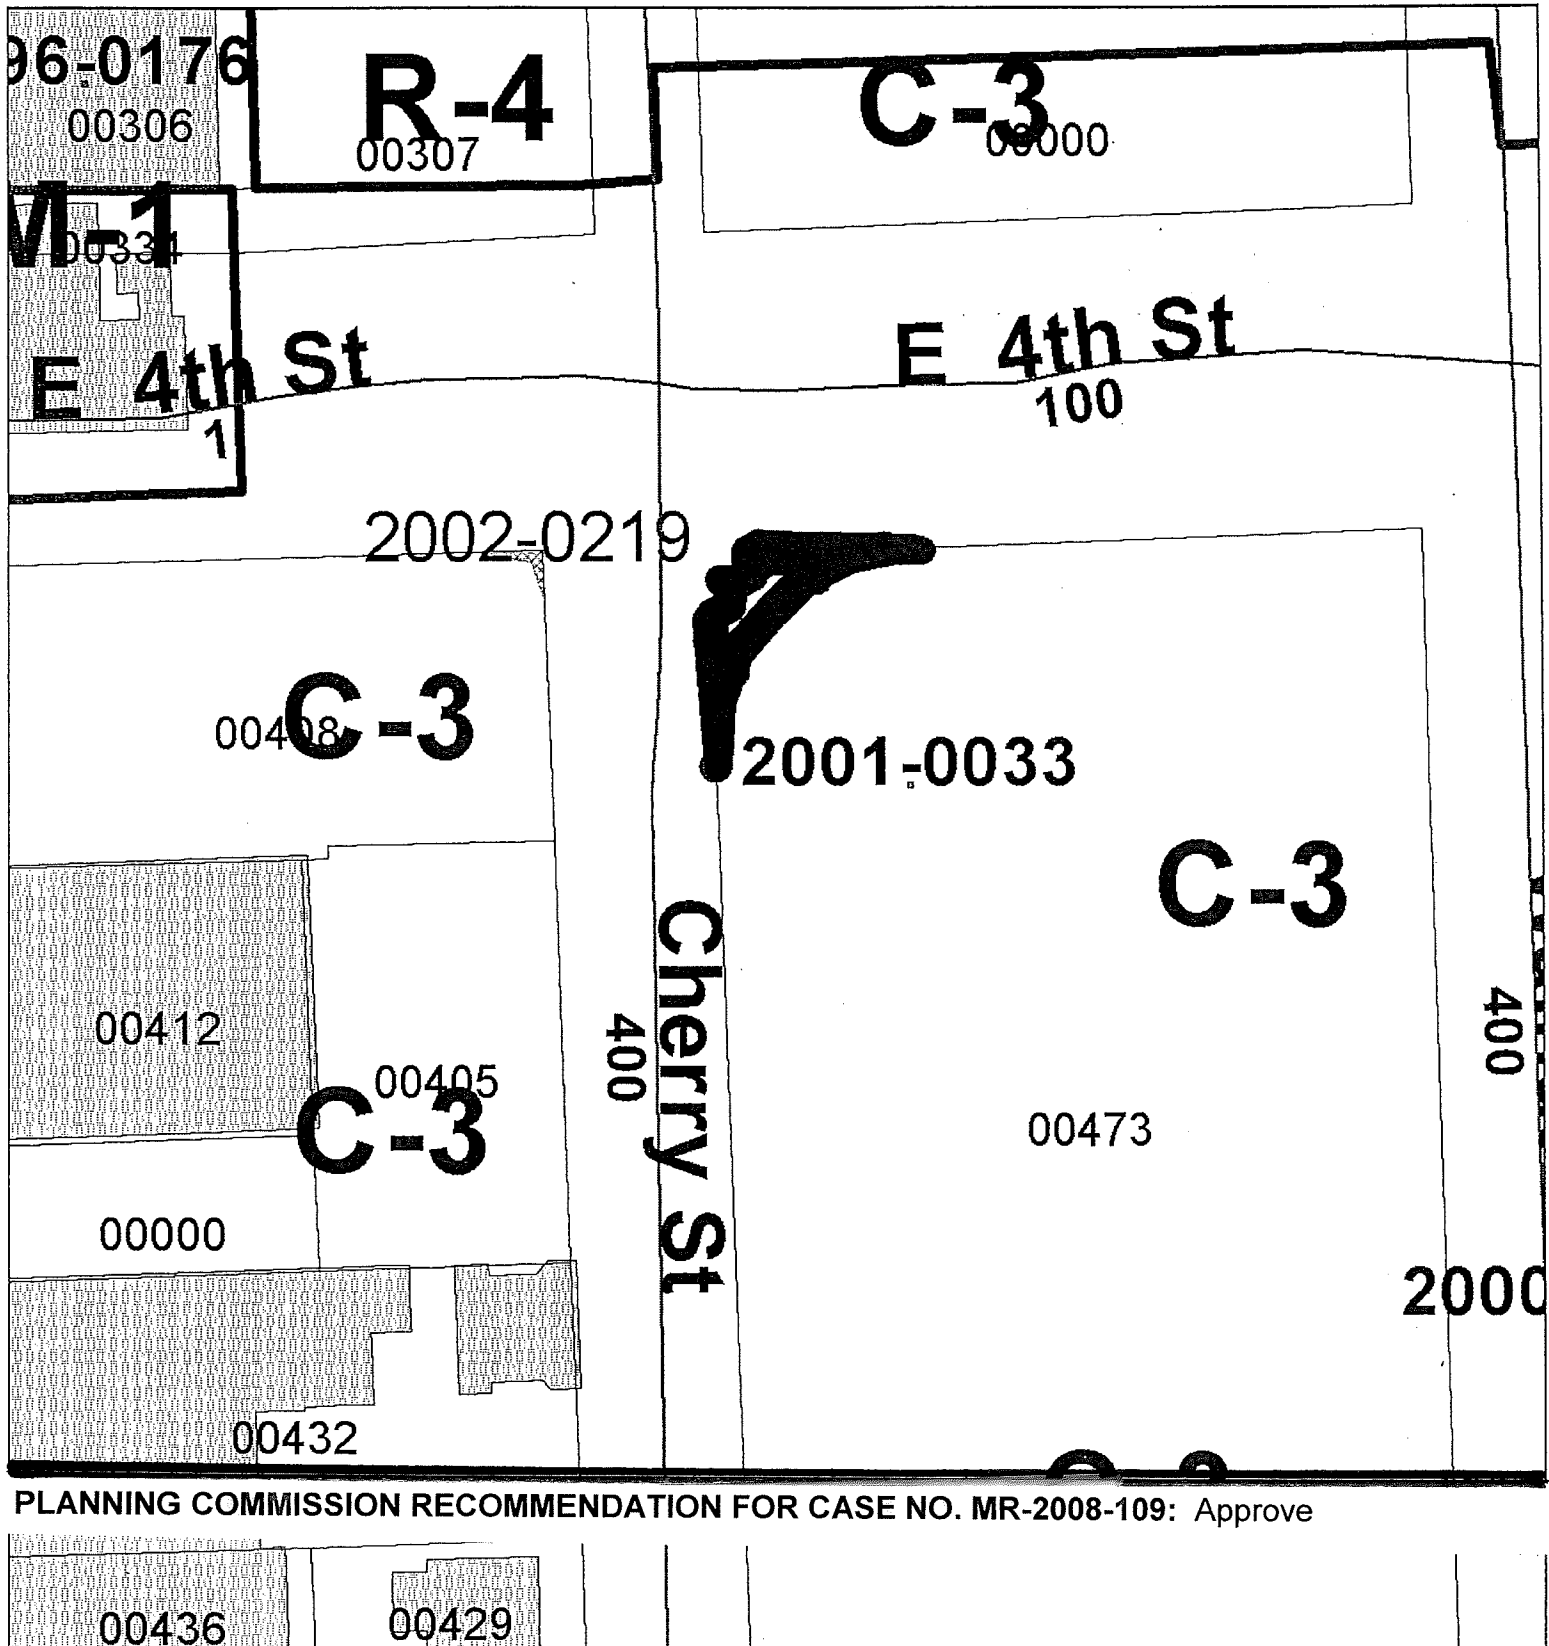 96-0176
00306
R-4
00307
C-3
00000
M-1
00334
E 4th St
1
E 4th St
100
2002-0219
C-3
00408
2001-0033
C-3
Cherry St
400
400
00412
00405
C-3
00473
00000
2000
00432
PLANNING COMMISSION RECOMMENDATION FOR CASE NO. MR-2008-109: Approve
00436
00429